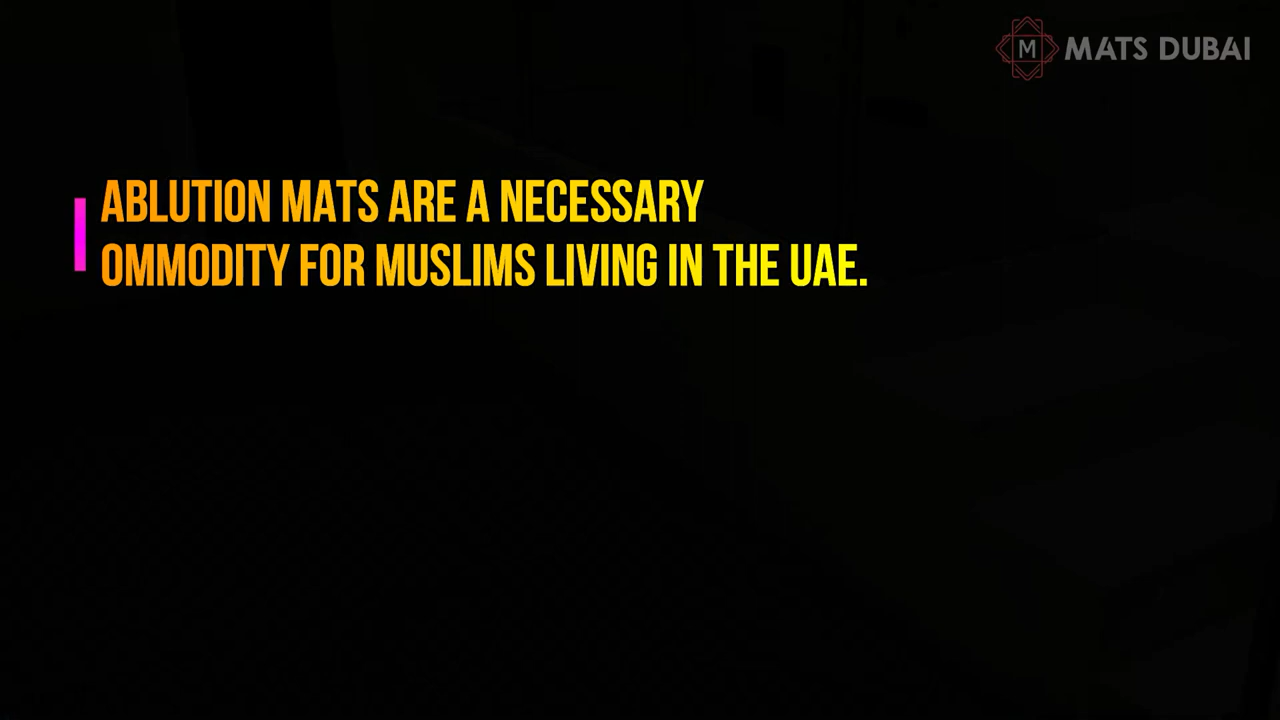 M MATS DUBAI
ABLUTION MATS ARE A NECESSARY
OMMODITY FOR MUSLIMS LIVING IN THE UAE.